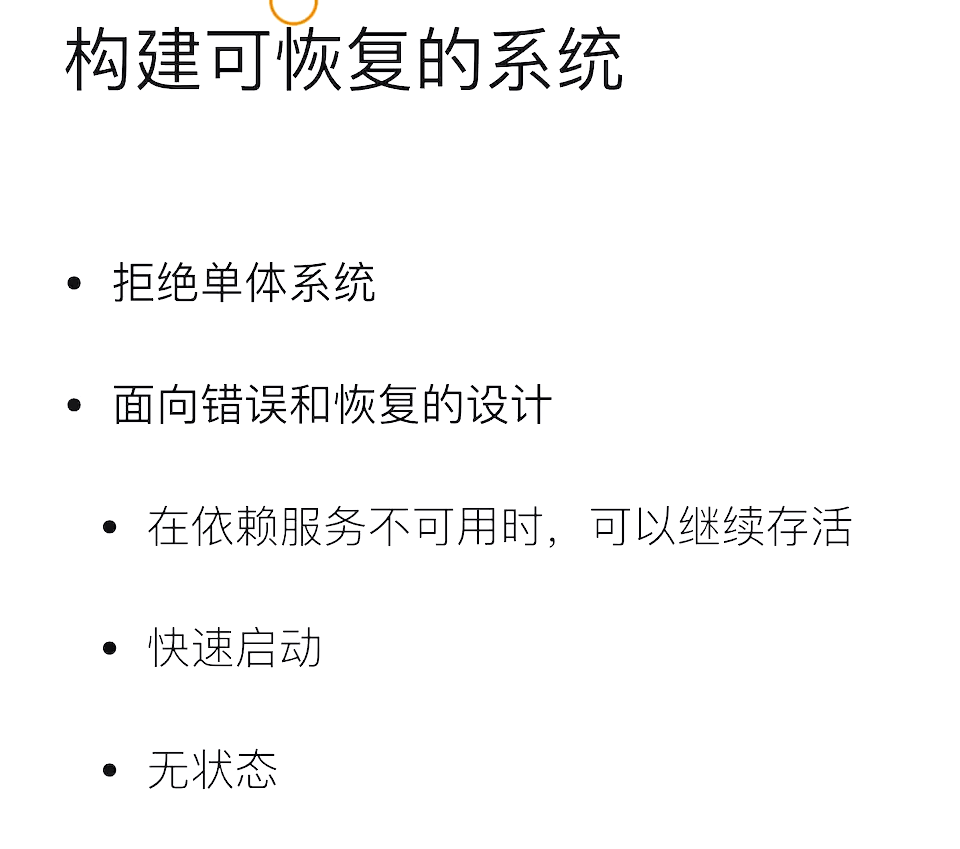 构建可恢复的系统
• 拒绝单体系统
• 面向错误和恢复的设计
• 在依赖服务不可用时，可以继续存活
• 快速启动
• 无状态